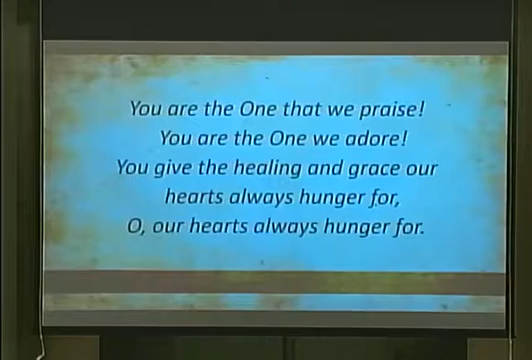 You are the One that we praise!
You are the One we adore!
You give the healing and grace our
hearts always hunger for,
O, our hearts always hunger for.